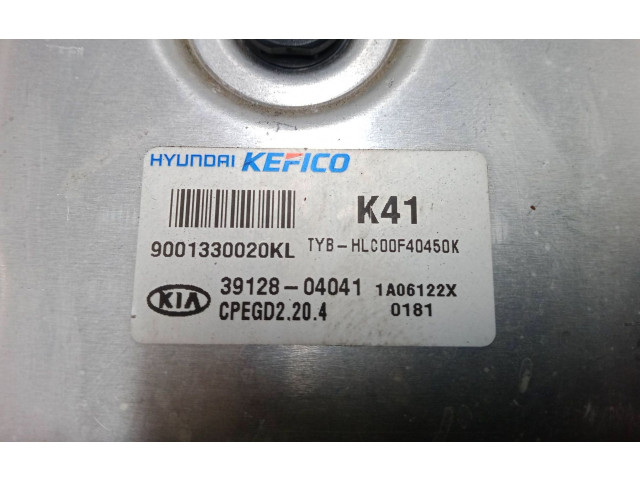 HYUNDAI KEFICO
K41
9001330020KL TYB-HLC00F40450K
KIA 39128-04041 1A06122X
CPEGD2.20.4 0181